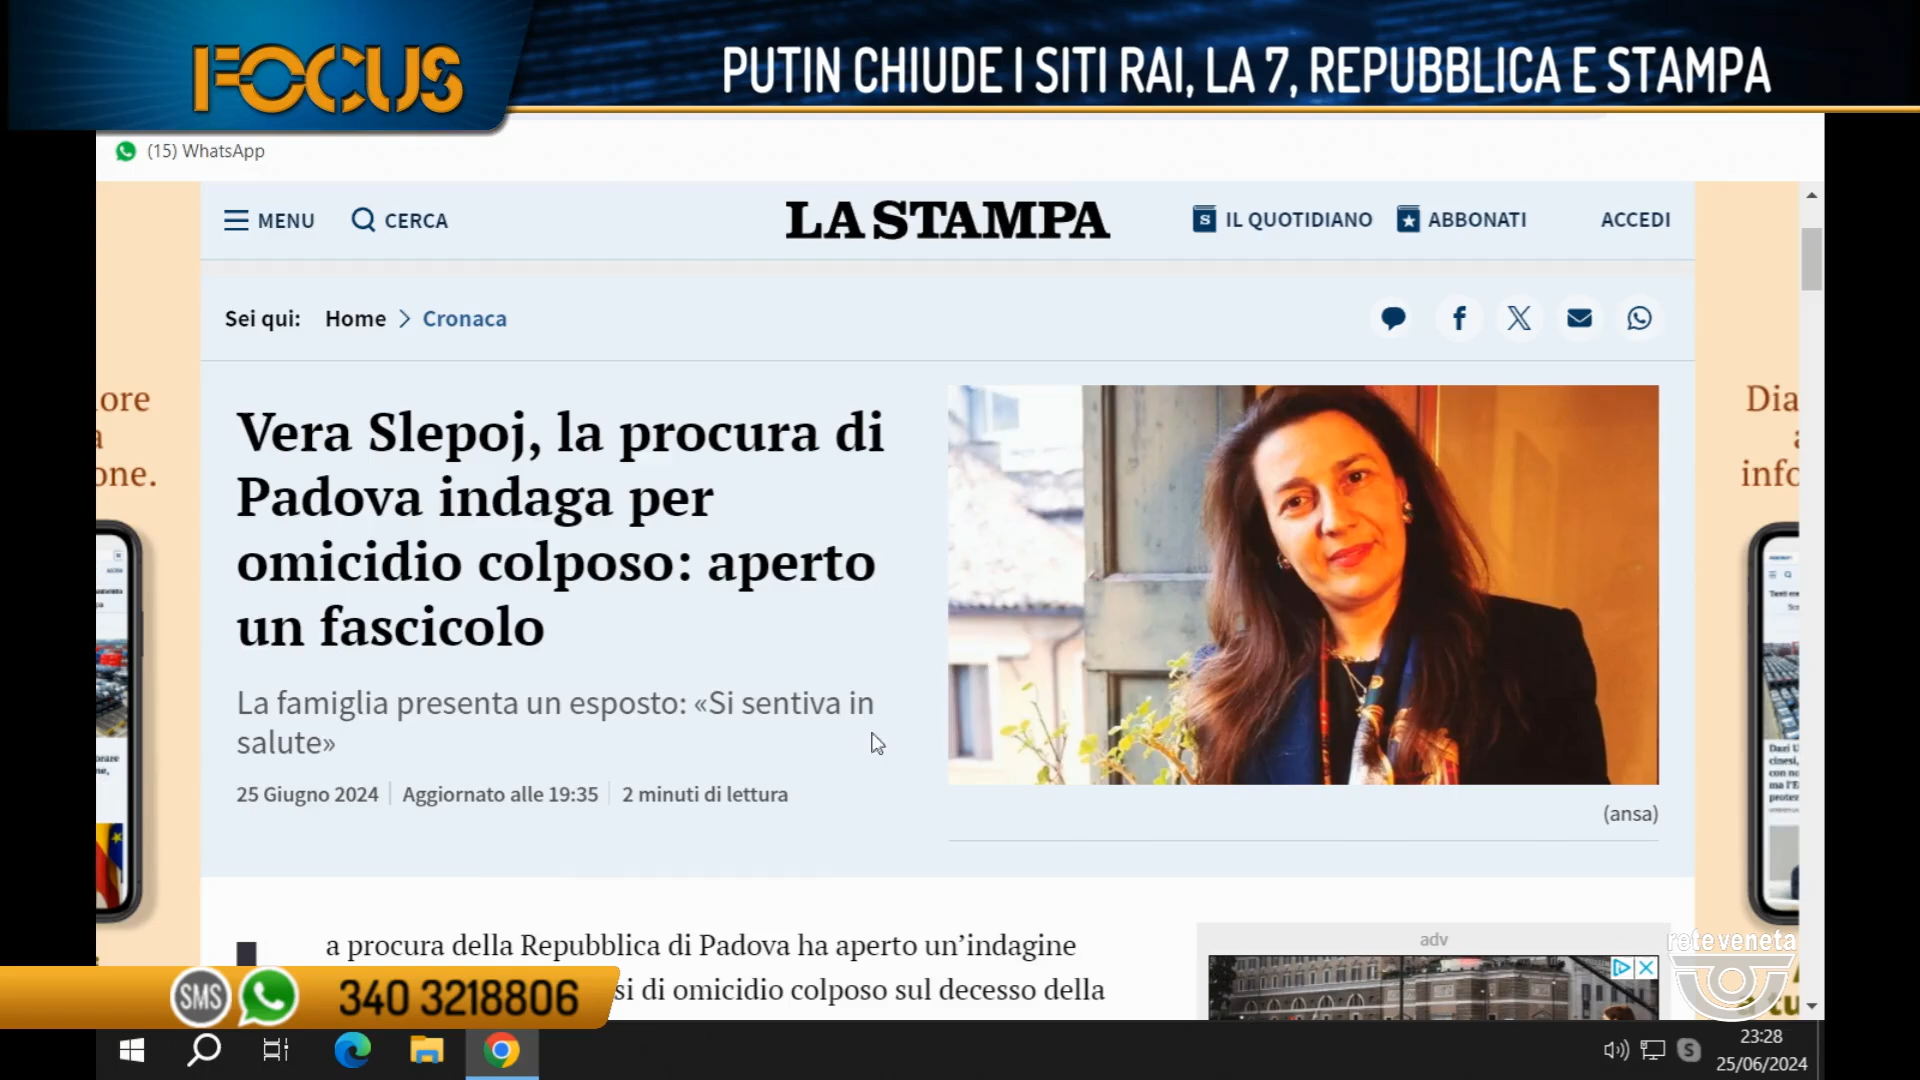 FOCUS
PUTIN CHIUDE I SITI RAI, LA 7, REPUBBLICA E STAMPA
(15) WhatsApp
MENU
CERCA
LA STAMPA
IL QUOTIDIANO
ABBONATI
ACCEDI
Sei qui: Home > Cronaca
ore
a
one.
Dia
info
Vera Slepoj, la procura di
Padova indaga per
omicidio colposo: aperto
un fascicolo
La famiglia presenta un esposto: «Si sentiva in
salute»
25 Giugno 2024 | Aggiornato alle 19:35 | 2 minuti di lettura
(ansa)
a procura della Repubblica di Padova ha aperto un’indagine
si di omicidio colposo sul decesso della
adv
reteveneta
SMS
340 3218806
23:28
25/06/2024